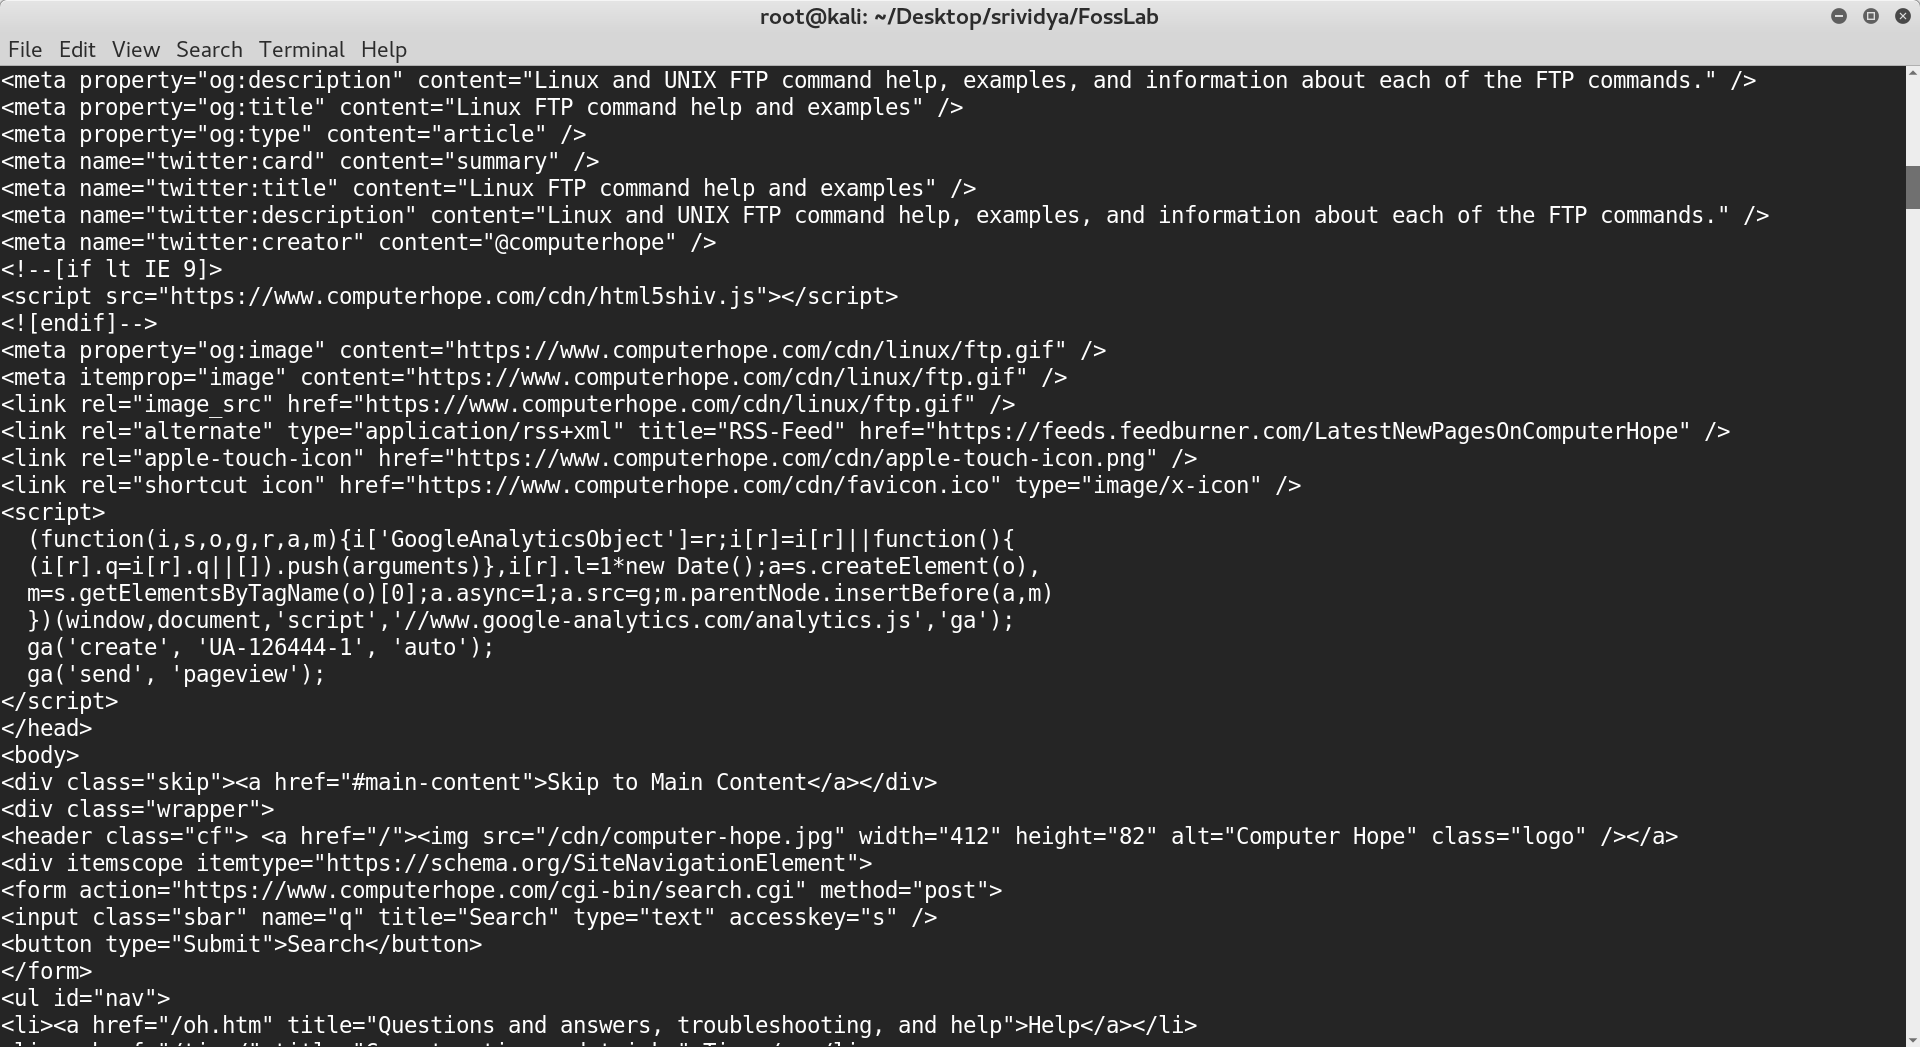 root@kali: ~/Desktop/srividya/FossLab
File Edit View Search Terminal Help
<meta property="og:description" content="Linux and UNIX FTP command help, examples, and information about each of the FTP commands." />
<meta property="og:title" content="Linux FTP command help and examples" />
<meta property="og:type" content="article" />
<meta name="twitter:card" content="summary" />
<meta name="twitter:title" content="Linux FTP command help and examples" />
<meta name="twitter:description" content="Linux and UNIX FTP command help, examples, and information about each of the FTP commands." />
<meta name="twitter:creator" content="@computerhope" />
<!--[if lt IE 9]>
<script src="https://www.computerhope.com/cdn/html5shiv.js"></script>
<![endif]-->
<meta property="og:image" content="https://www.computerhope.com/cdn/linux/ftp.gif" />
<meta itemprop="image" content="https://www.computerhope.com/cdn/linux/ftp.gif" />
<link rel="image_src" href="https://www.computerhope.com/cdn/linux/ftp.gif" />
<link rel="alternate" type="application/rss+xml" title="RSS-Feed" href="https://feeds.feedburner.com/LatestNewPagesOnComputerHope" />
<link rel="apple-touch-icon" href="https://www.computerhope.com/cdn/apple-touch-icon.png" />
<link rel="shortcut icon" href="https://www.computerhope.com/cdn/favicon.ico" type="image/x-icon" />
<script>
  (function(i,s,o,g,r,a,m){i['GoogleAnalyticsObject']=r;i[r]=i[r]||function(){
  (i[r].q=i[r].q||[]).push(arguments)},i[r].l=1*new Date();a=s.createElement(o),
  m=s.getElementsByTagName(o)[0];a.async=1;a.src=g;m.parentNode.insertBefore(a,m)
  })(window,document,'script','//www.google-analytics.com/analytics.js','ga');
  ga('create', 'UA-126444-1', 'auto');
  ga('send', 'pageview');
</script>
</head>
<body>
<div class="skip"><a href="#main-content">Skip to Main Content</a></div>
<div class="wrapper">
<header class="cf"> <a href="/"><img src="/cdn/computer-hope.jpg" width="412" height="82" alt="Computer Hope" class="logo" /></a>
<div itemscope itemtype="https://schema.org/SiteNavigationElement">
<form action="https://www.computerhope.com/cgi-bin/search.cgi" method="post">
<input class="sbar" name="q" title="Search" type="text" accesskey="s" />
<button type="Submit">Search</button>
</form>
<ul id="nav">
<li><a href="/oh.htm" title="Questions and answers, troubleshooting, and help">Help</a></li>